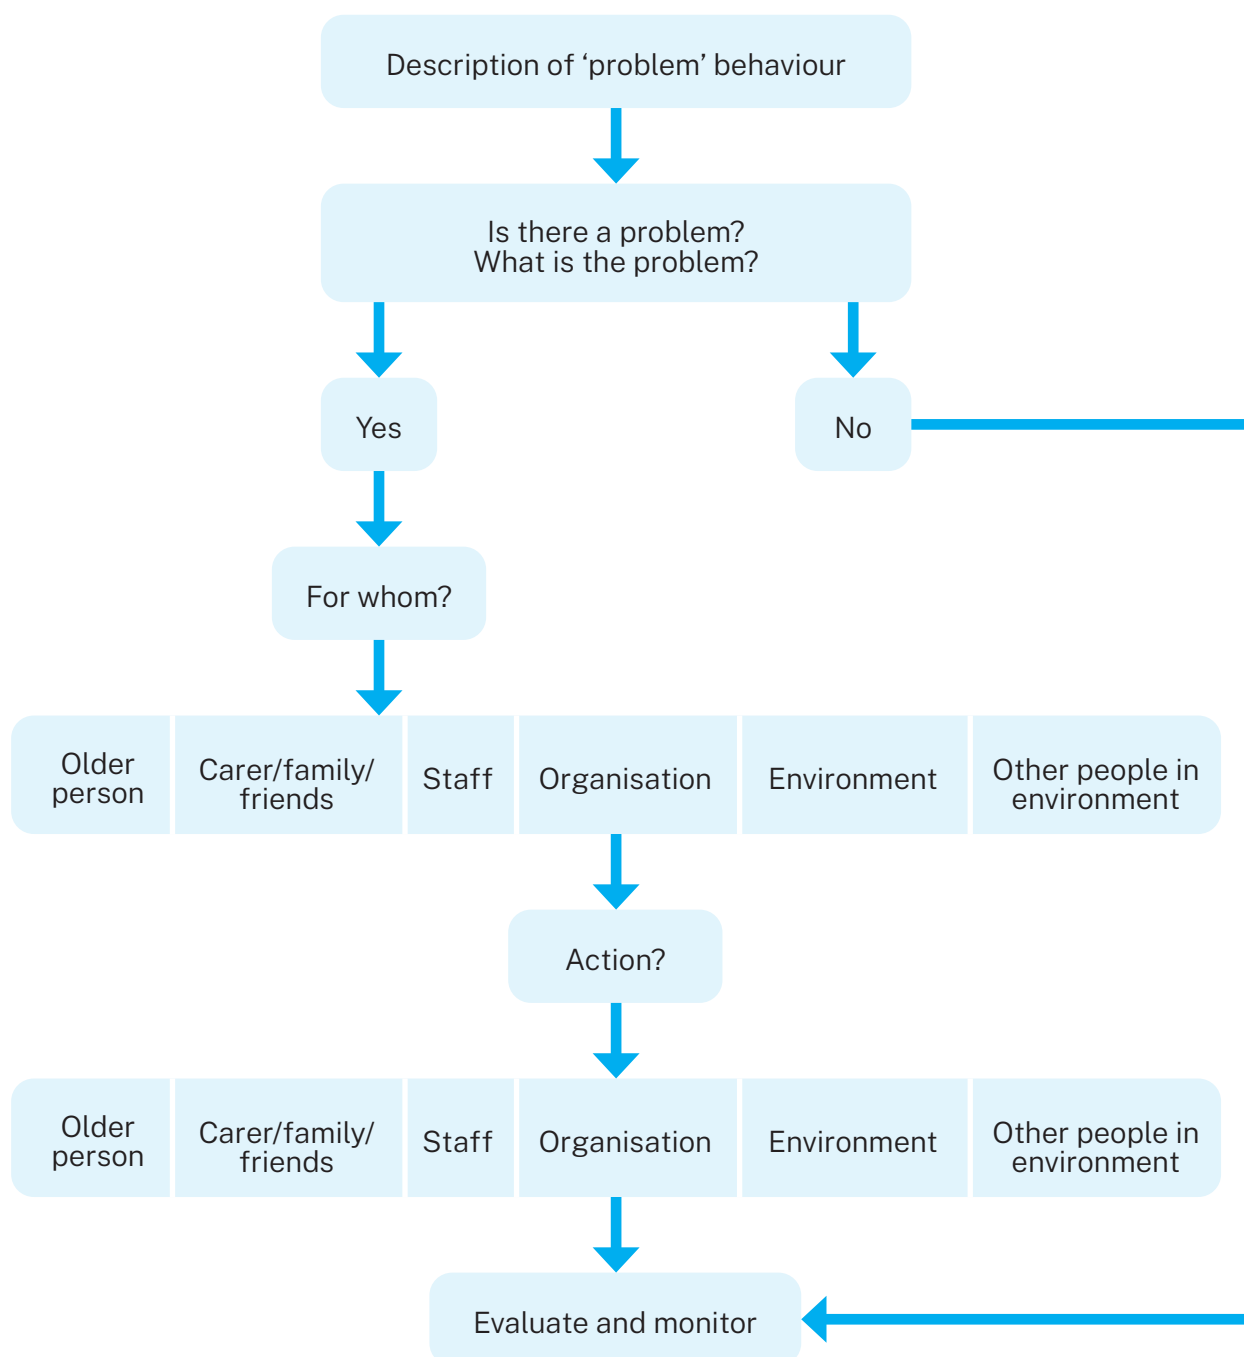 Description of ‘problem’ behaviour
Is there a problem?
What is the problem?
Yes
No
For whom?
Older
person
Carer/family/
friends
Staff
Organisation
Environment
Other people in
environment
Action?
Older
person
Carer/family/
friends
Staff
Organisation
Environment
Other people in
environment
Evaluate and monitor